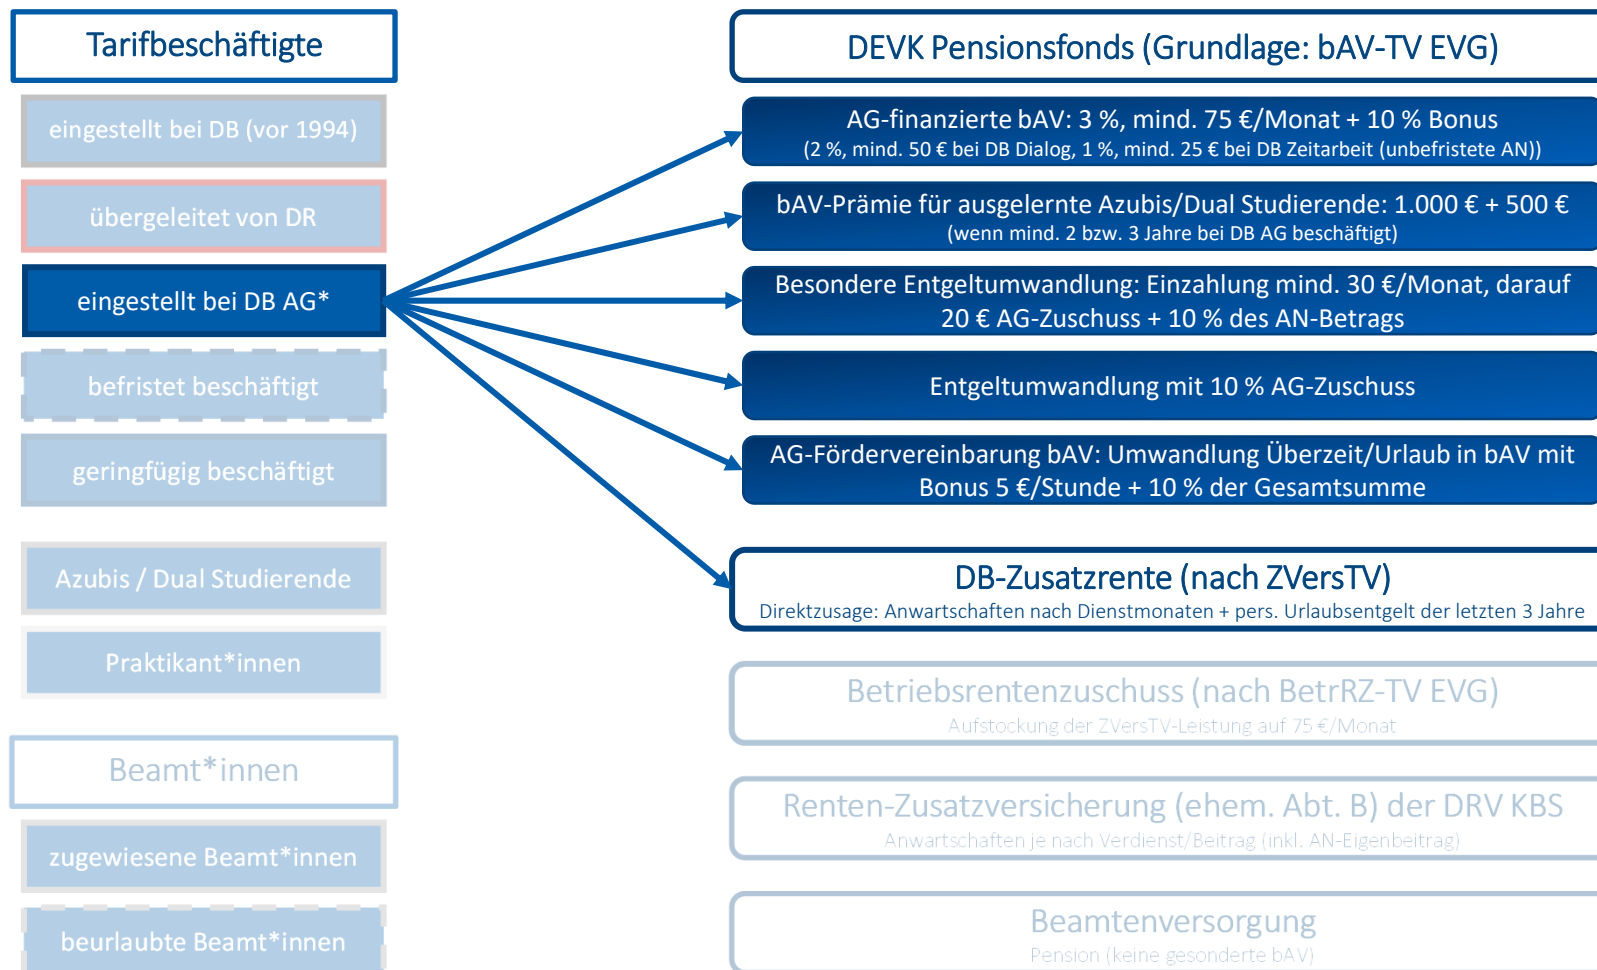 Tarifbeschäftigte
eingestellt bei DB (vor 1994)
übergeleitet von DR
eingestellt bei DB AG*
befristet beschäftigt
geringfügig beschäftigt
Azubis / Dual Studierende
Praktikant*innen
Beamt*innen
zugewiesene Beamt*innen
beurlaubte Beamt*innen
DEVK Pensionsfonds (Grundlage: bAV-TV EVG)
AG-finanzierte bAV: 3 %, mind. 75 €/Monat + 10 % Bonus
(2 %, mind. 50 € bei DB Dialog, 1 %, mind. 25 € bei DB Zeitarbeit (unbefristete AN))
bAV-Prämie für ausgelernte Azubis/Dual Studierende: 1.000 € + 500 €
(wenn mind. 2 bzw. 3 Jahre bei DB AG beschäftigt)
Besondere Entgeltumwandlung: Einzahlung mind. 30 €/Monat, darauf
20 € AG-Zuschuss + 10 % des AN-Betrags
Entgeltumwandlung mit 10 % AG-Zuschuss
AG-Fördervereinbarung bAV: Umwandlung Überzeit/Urlaub in bAV mit
Bonus 5 €/Stunde + 10 % der Gesamtsumme
DB-Zusatzrente (nach ZVersTV)
Direktzusage: Anwartschaften nach Dienstmonaten + pers. Urlaubsentgelt der letzten 3 Jahre
Betriebsrentenzuschuss (nach BetrRZ-TV EVG)
Aufstockung der ZVersTV-Leistung auf 75 €/Monat
Renten-Zusatzversicherung (ehem. Abt. B) der DRV KBS
Anwartschaften je nach Verdienst/Beitrag (inkl. AN-Eigenbeitrag)
Beamtenversorgung
Pension (keine gesonderte bAV)